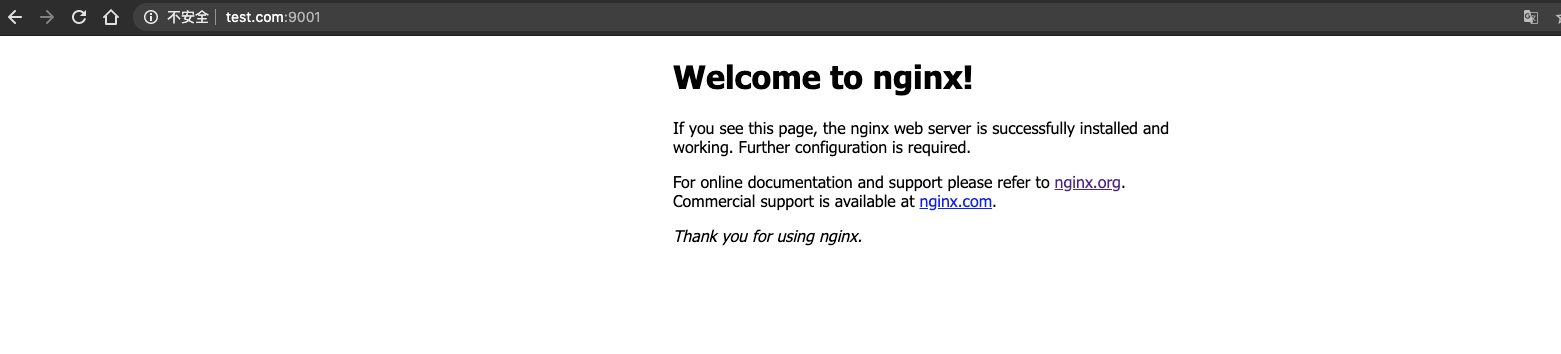 不安全 test.com:9001
Welcome to nginx!
If you see this page, the nginx web server is successfully installed and
working. Further configuration is required.
For online documentation and support please refer to nginx.org.
Commercial support is available at nginx.com.
Thank you for using nginx.